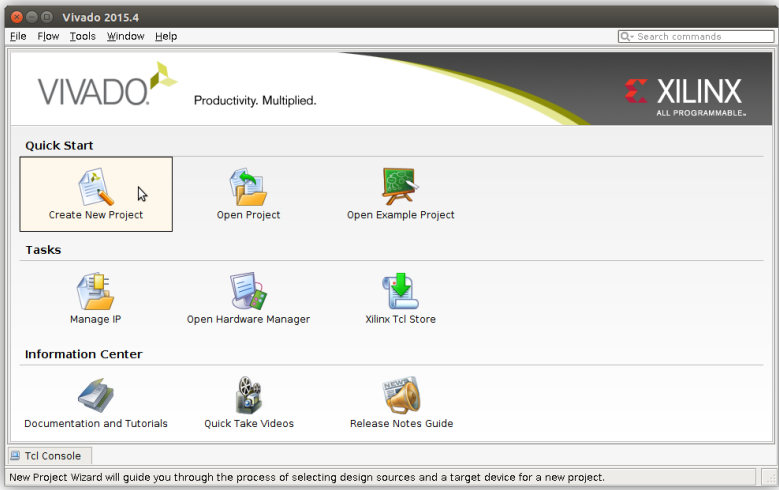 Vivado 2015.4
File Flow Tools Window Help
Search commands
VIVADO.
Productivity. Multiplied.
XILINX
ALL PROGRAMMABLE.
Quick Start
Create New Project
Open Project
Open Example Project
Tasks
Manage IP
Open Hardware Manager
Xilinx Tcl Store
Information Center
NEWS
Documentation and Tutorials
Quick Take Videos
Release Notes Guide
Tcl Console
New Project Wizard will guide you through the process of selecting design sources and a target device for a new project.